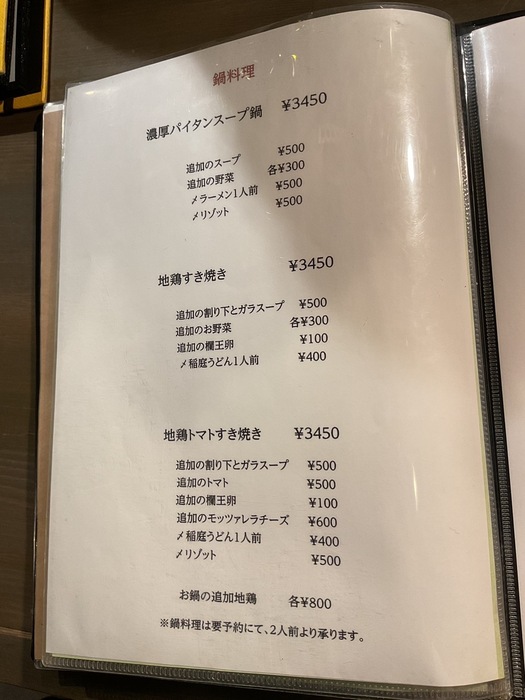 鍋料理
濃厚パイタンスープ鍋 ¥3450
追加のスープ ¥500
追加の野菜 各¥300
〆ラーメン1人前 ¥500
〆リゾット ¥500
地鶏すき焼き ¥3450
追加の割り下とガラスープ ¥500
追加のお野菜 各¥300
追加の欄王卵 ¥100
〆稲庭うどん1人前 ¥400
地鶏トマトすき焼き ¥3450
追加の割り下とガラスープ ¥500
追加のトマト ¥500
追加の欄王卵 ¥100
追加のモッツァレラチーズ ¥600
〆稲庭うどん1人前 ¥400
〆リゾット ¥500
お鍋の追加地鶏 各¥800
※鍋料理は要予約にて、2人前より承ります。